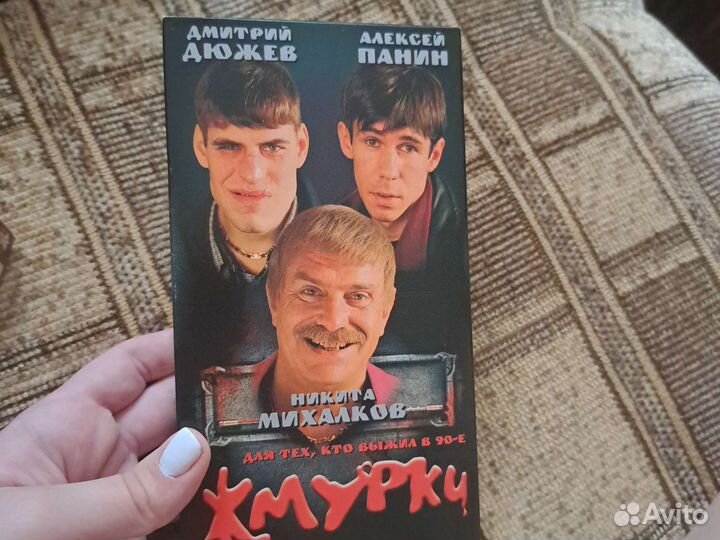 ДМИТРИЙ
ДЮЖЕВ
АЛЕКСЕЙ
ПАНИН
НИКИТА
МИХАЛКОВ
ДЛЯ ТЕХ, КТО ВЫЖИЛ В 90-Е
ЖМУРКИ
Avito